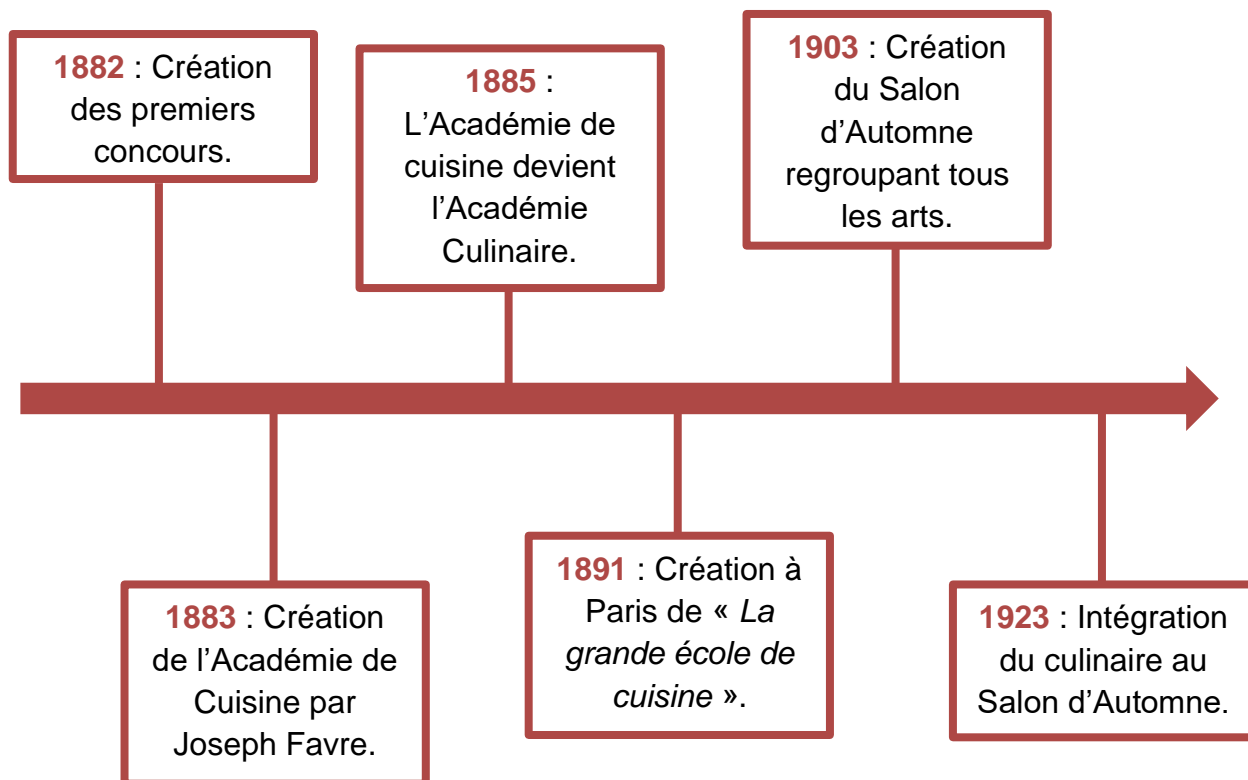 1882 : Création
des premiers
concours.
1885 :
L’Académie de
cuisine devient
l’Académie
Culinaire.
1903 : Création
du Salon
d’Automne
regroupant tous
les arts.
1883 : Création
de l’Académie de
Cuisine par
Joseph Favre.
1891 : Création à
Paris de « La
grande école de
cuisine ».
1923 : Intégration
du culinaire au
Salon d’Automne.